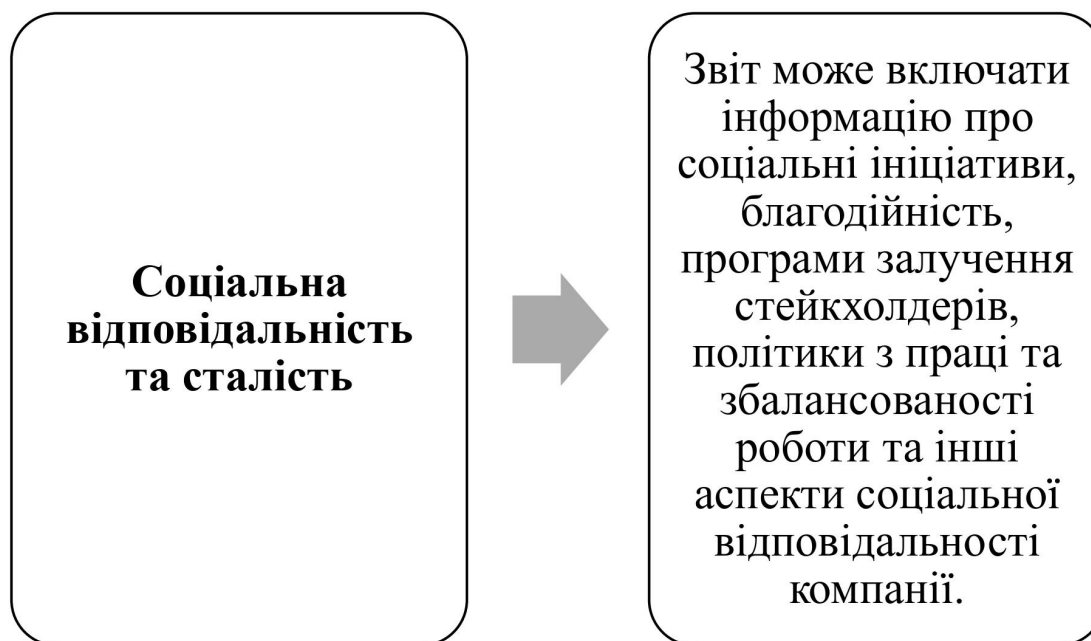 Соціальна
відповідальність
та сталість
Звіт може включати
інформацію про
соціальні ініціативи,
благодійність,
програми залучення
стейкхолдерів,
політики з праці та
збалансованості
роботи та інші
аспекти соціальної
відповідальності
компанії.